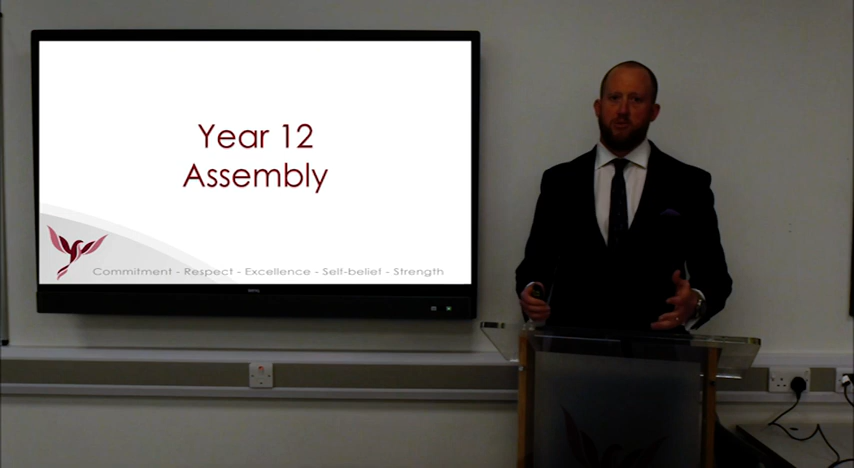 Year 12
Assembly
Commitment - Respect - Excellence - Self-belief - Strength